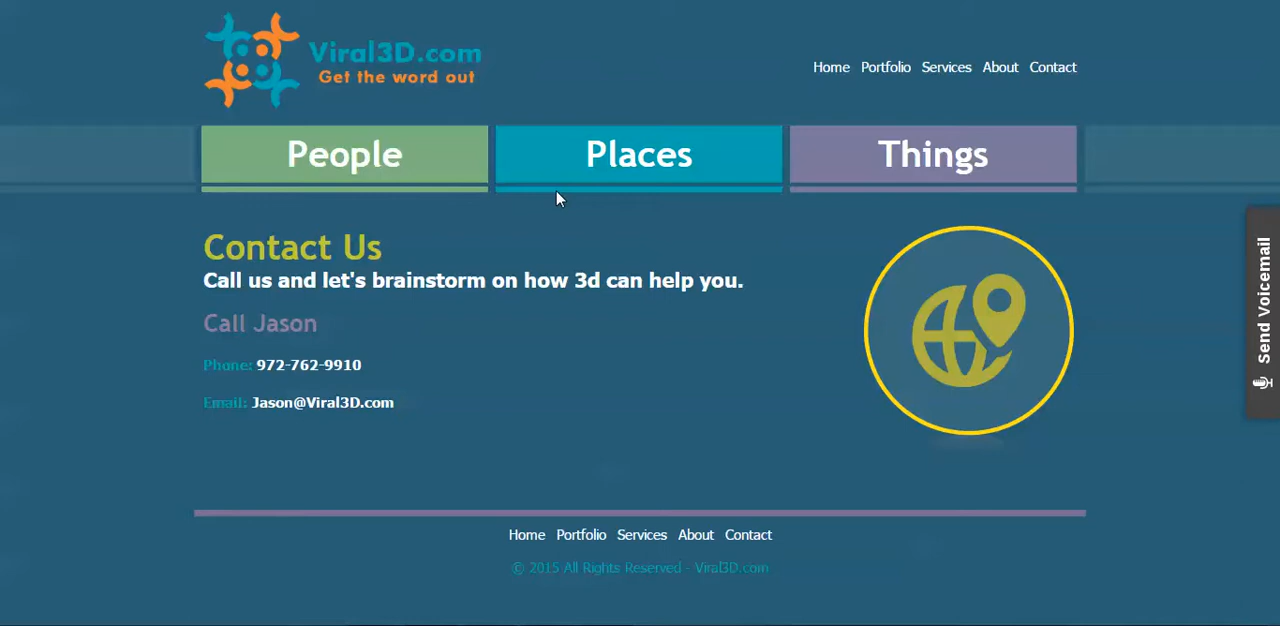 Viral3D.com
Get the word out
Home Portfolio Services About Contact
People Places Things
Contact Us
Call us and let's brainstorm on how 3d can help you.
Call Jason
Phone: 972-762-9910
Email: Jason@Viral3D.com
Send Voicemail
Home Portfolio Services About Contact
© 2015 All Rights Reserved - Viral3D.com